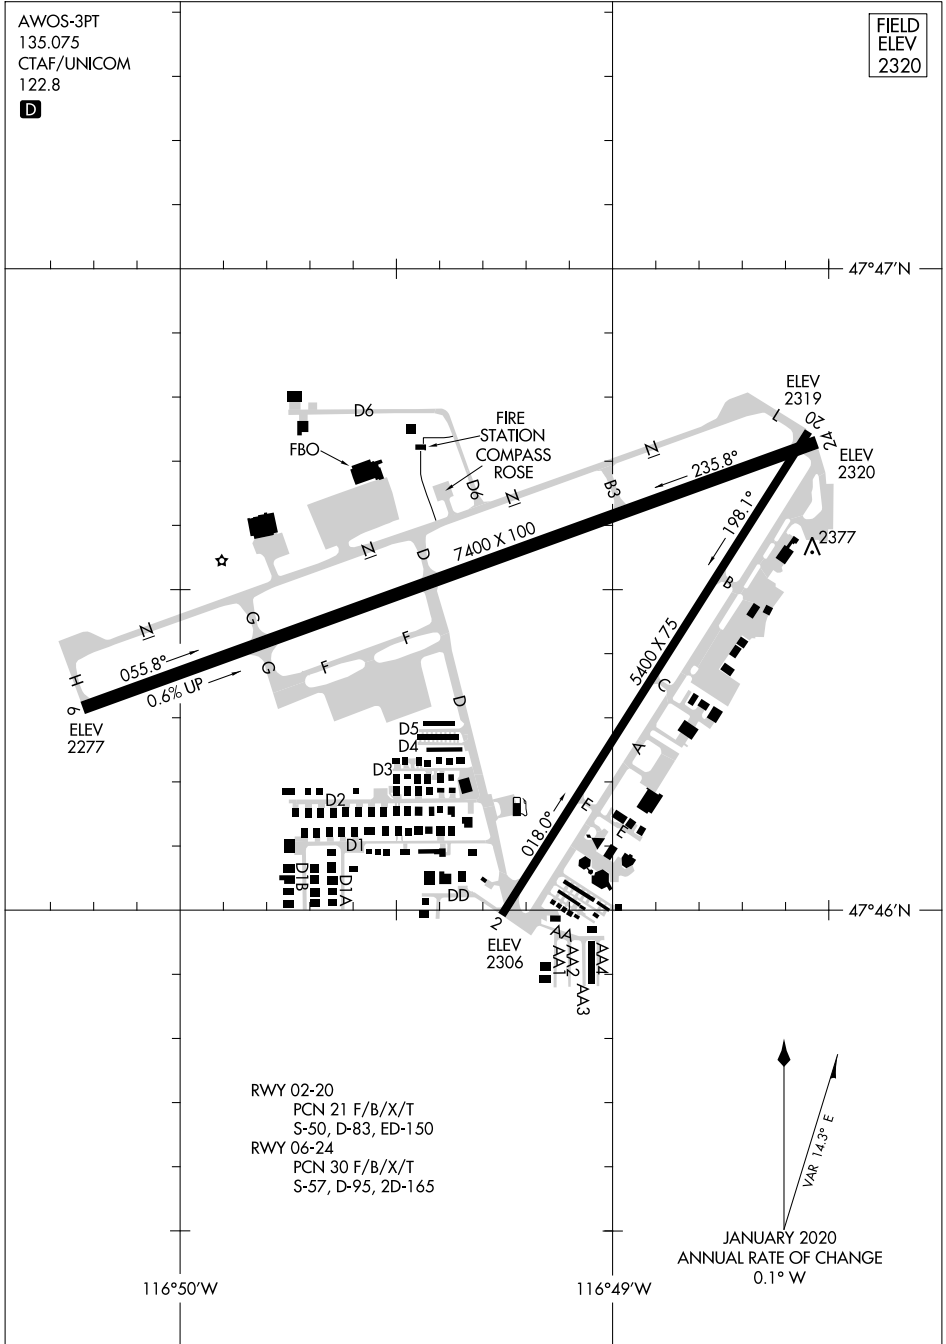 AWOS-3PT
135.075
CTAF/UNICOM
122.8
D
FIELD
ELEV
2320
47°47'N
ELEV
2319
20
24
ELEV
2320
1
D6
FIRE
STATION
COMPASS
ROSE
FBO
D6
N
N
B3
235.8°
198.1°
2377
7400 X 100
N
D
B
N
G
G
F
F
055.8°
0.6% UP
H
6
ELEV
2277
5400 X 75
C
D
A
D5
D4
D3
D2
D1
D1B
D1A
DD
018.0°
E
E
2
ELEV
2306
47°46'N
AA
AA1
AA2
AA3
AA4
RWY 02-20
PCN 21 F/B/X/T
S-50, D-83, ED-150
RWY 06-24
PCN 30 F/B/X/T
S-57, D-95, 2D-165
VAR 14.3° E
JANUARY 2020
ANNUAL RATE OF CHANGE
0.1° W
116°50'W
116°49'W